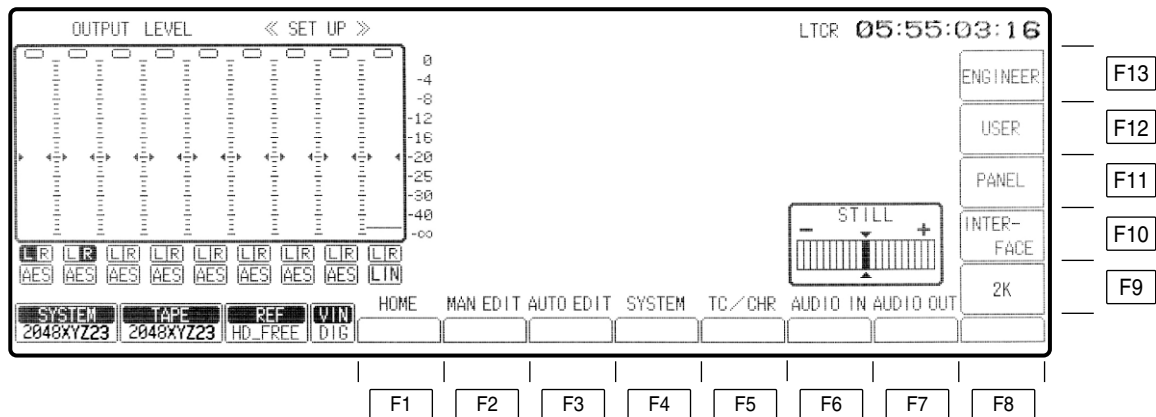 OUTPUT LEVEL ≪ SET UP ≫ LTCR 05:55:03:16
0
-4
-8
-12
-16
-20
-25
-30
-40
-∞
ENGINEER F13
USER F12
PANEL F11
INTER-
FACE F10
2K F9
STILL
- +
L R L R L R L R L R L R L R L R L R
AES AES AES AES AES AES AES AES LIN
HOME MAN EDIT AUTO EDIT SYSTEM TC/CHR AUDIO IN AUDIO OUT
SYSTEM TAPE REF VIN
2048XYZ23 2048XYZ23 HD_FREE DIG
F1 F2 F3 F4 F5 F6 F7 F8